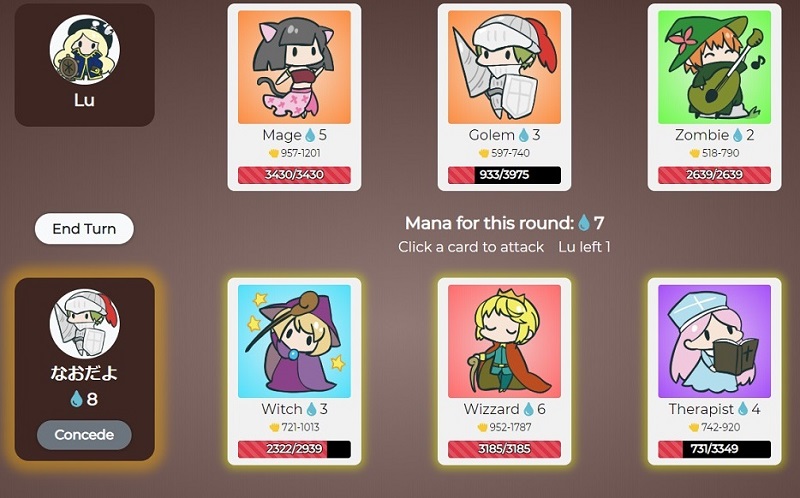 Lu
Mage 5
957-1201
3430/3430
Golem 3
597-740
933/3975
Zombie 2
518-790
2639/2639
End Turn
Mana for this round: 7
Click a card to attack Lu left 1
なおだよ
8
Concede
Witch 3
721-1013
2322/2939
Wizzard 6
952-1787
3185/3185
Therapist 4
742-920
731/3349